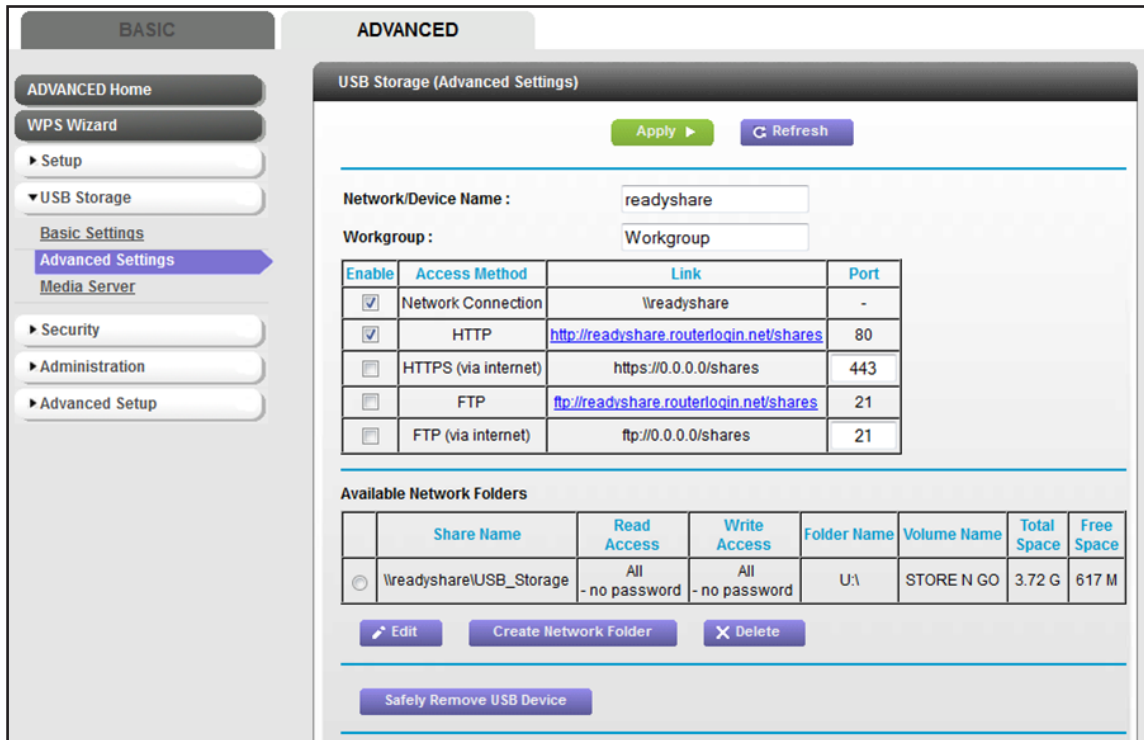 BASIC
ADVANCED
ADVANCED Home
WPS Wizard
Setup
USB Storage
Basic Settings
Advanced Settings
Media Server
Security
Administration
Advanced Setup
USB Storage (Advanced Settings)
Apply
Refresh
Network/Device Name :
readyshare
Workgroup :
Workgroup
Enable Access Method Link Port
Network Connection \\readyshare -
HTTP http://readyshare.routerlogin.net/shares 80
HTTPS (via internet) https://0.0.0.0/shares 443
FTP ftp://readyshare.routerlogin.net/shares 21
FTP (via internet) ftp://0.0.0.0/shares 21
Available Network Folders
Share Name Read Access Write Access Folder Name Volume Name Total Space Free Space
\\readyshare\USB_Storage All - no password All - no password U:\ STORE N GO 3.72 G 617 M
Edit
Create Network Folder
Delete
Safely Remove USB Device